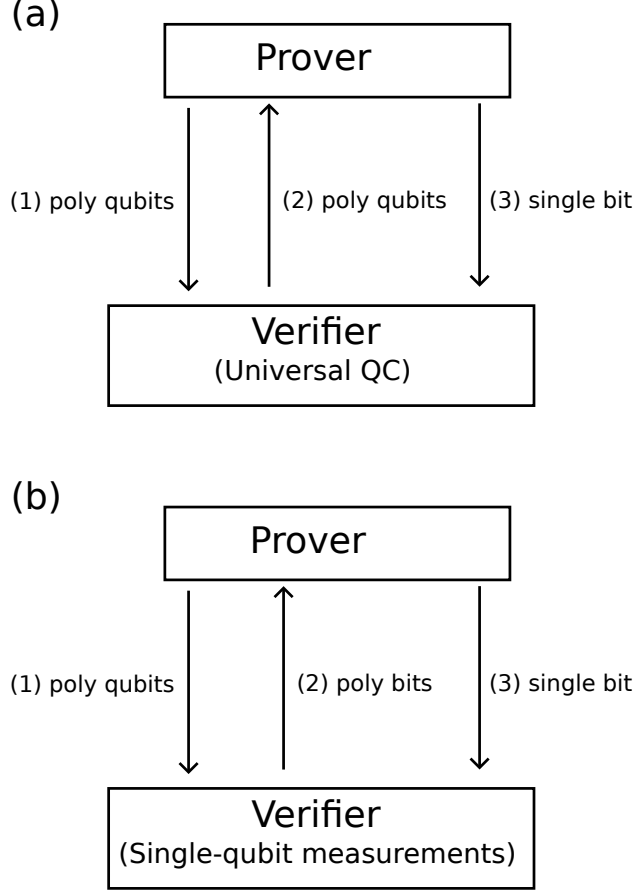 (a)
Prover
(1) poly qubits
(2) poly qubits
(3) single bit
Verifier
(Universal QC)
(b)
Prover
(1) poly qubits
(2) poly bits
(3) single bit
Verifier
(Single-qubit measurements)